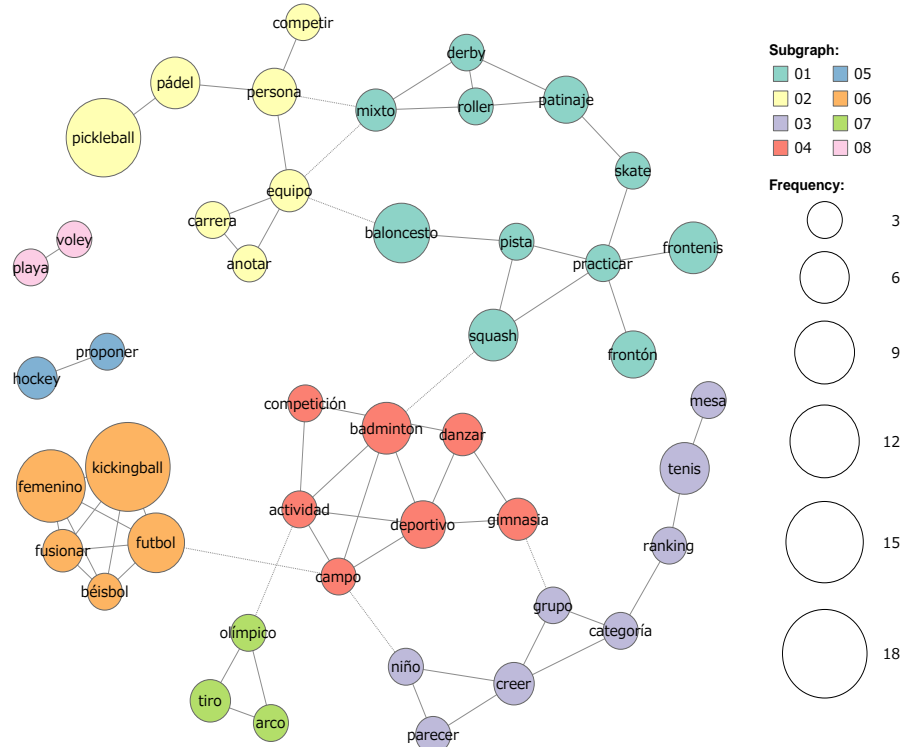 competir
derby
pádel
persona
mixto
roller
patinaje
pickleball
skate
equipo
carrera
baloncesto
pista
frontenis
voley
playa
anotar
practicar
squash
frontón
proponer
hockey
competición
mesa
badminton
danzar
kickingball
femenino
tenis
actividad
deportivo
gimnasia
fusionar
futbol
ranking
béisbol
campo
grupo
olímpico
categoría
niño
creer
tiro
arco
parecer
Subgraph:
01 05
02 06
03 07
04 08
Frequency:
3
6
9
12
15
18